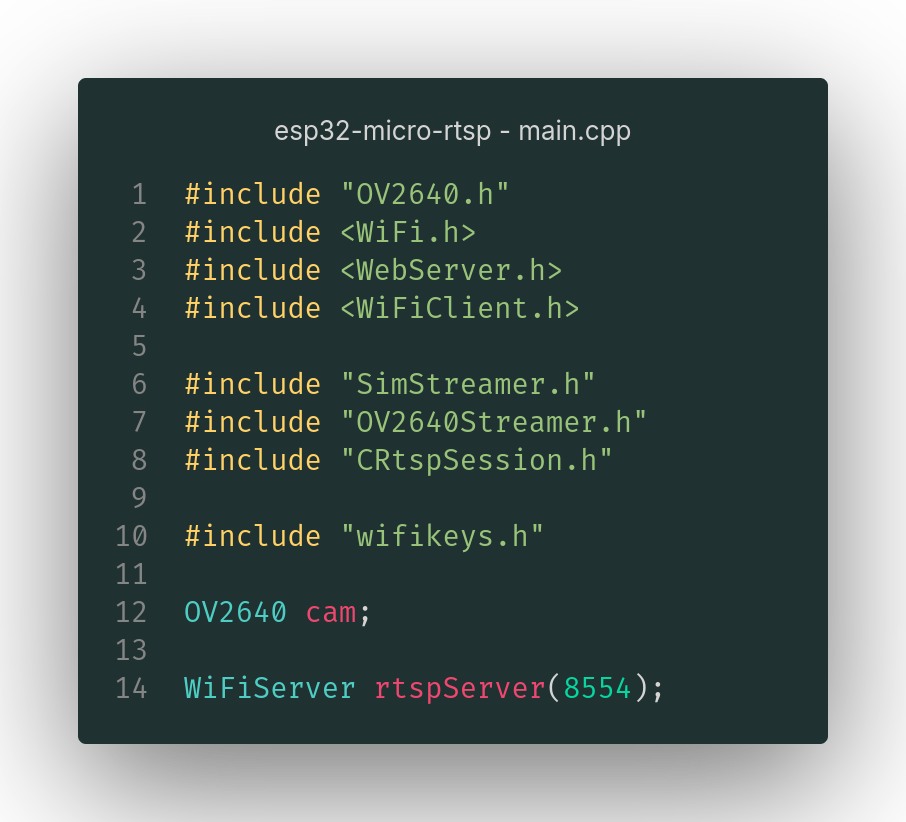 esp32-micro-rtsp - main.cpp
1 #include "OV2640.h"
2 #include <WiFi.h>
3 #include <WebServer.h>
4 #include <WiFiClient.h>
5
6 #include "SimStreamer.h"
7 #include "OV2640Streamer.h"
8 #include "CRtspSession.h"
9
10 #include "wifikeys.h"
11
12 OV2640 cam;
13
14 WiFiServer rtspServer(8554);